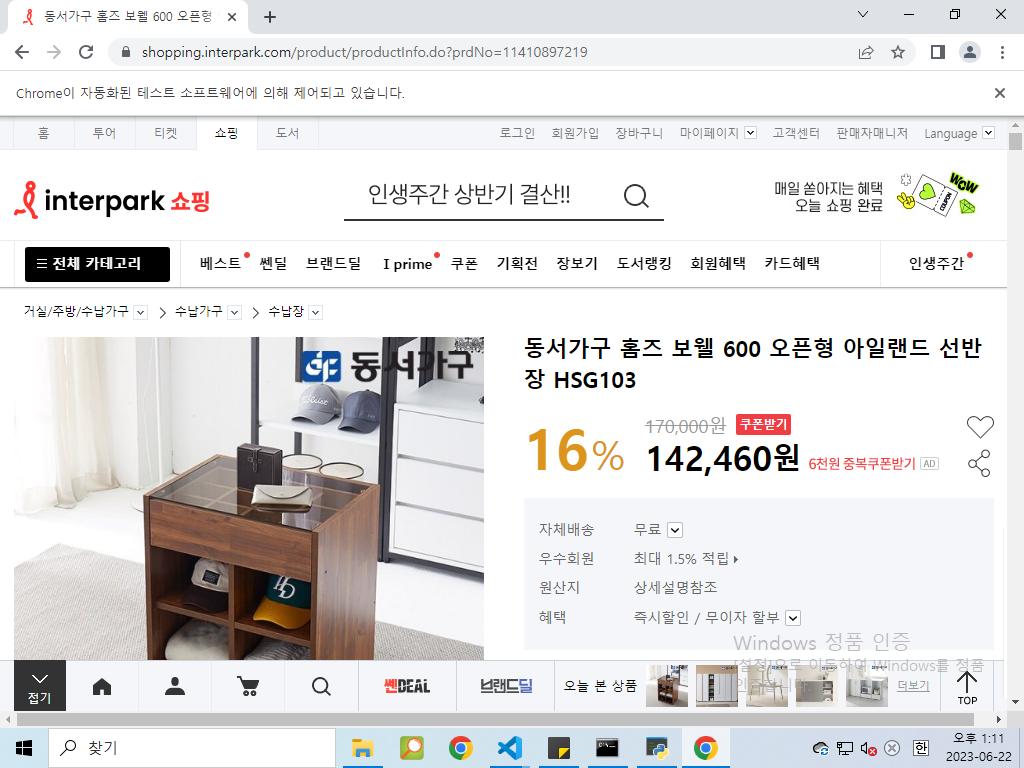 동서가구 홈즈 보웰 600 오픈형
shopping.interpark.com/product/productInfo.do?prdNo=11410897219
Chrome이 자동화된 테스트 소프트웨어에 의해 제어되고 있습니다.
홈 투어 티켓 쇼핑 도서 로그인 회원가입 장바구니 마이페이지 고객센터 판매자매니저 Language
interpark 쇼핑
인생주간 상반기 결산!!
매일 쏟아지는 혜택
오늘 쇼핑 완료
WOW
COUPON
전체 카테고리 베스트 쎈딜 브랜드딜 I prime 쿠폰 기획전 장보기 도서랭킹 회원혜택 카드혜택 인생주간
거실/주방/수납가구 수납가구 수납장
동서가구
동서가구 홈즈 보웰 600 오픈형 아일랜드 선반
장 HSG103
170,000원 쿠폰받기
16% 142,460원 6천원 중복쿠폰받기 AD
자체배송 무료
우수회원 최대 1.5% 적립
원산지 상세설명참조
혜택 즉시할인 / 무이자 할부
Windows 정품 인증
[설정]으로 이동하여 Windows를 정품
인증합니다.
접기 쎈DEAL 브랜드딜 오늘 본 상품 더보기 TOP
찾기
한
오후 1:11
2023-06-22